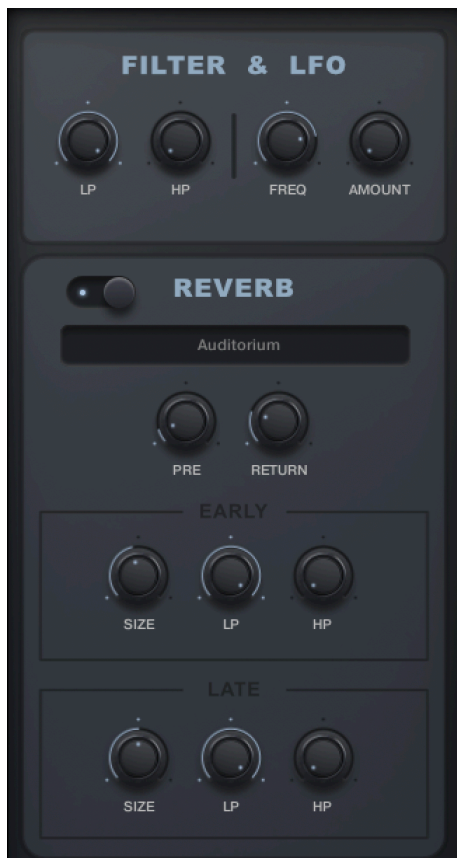 FILTER & LFO
LP HP FREQ AMOUNT
REVERB
Auditorium
PRE RETURN
EARLY
SIZE LP HP
LATE
SIZE LP HP